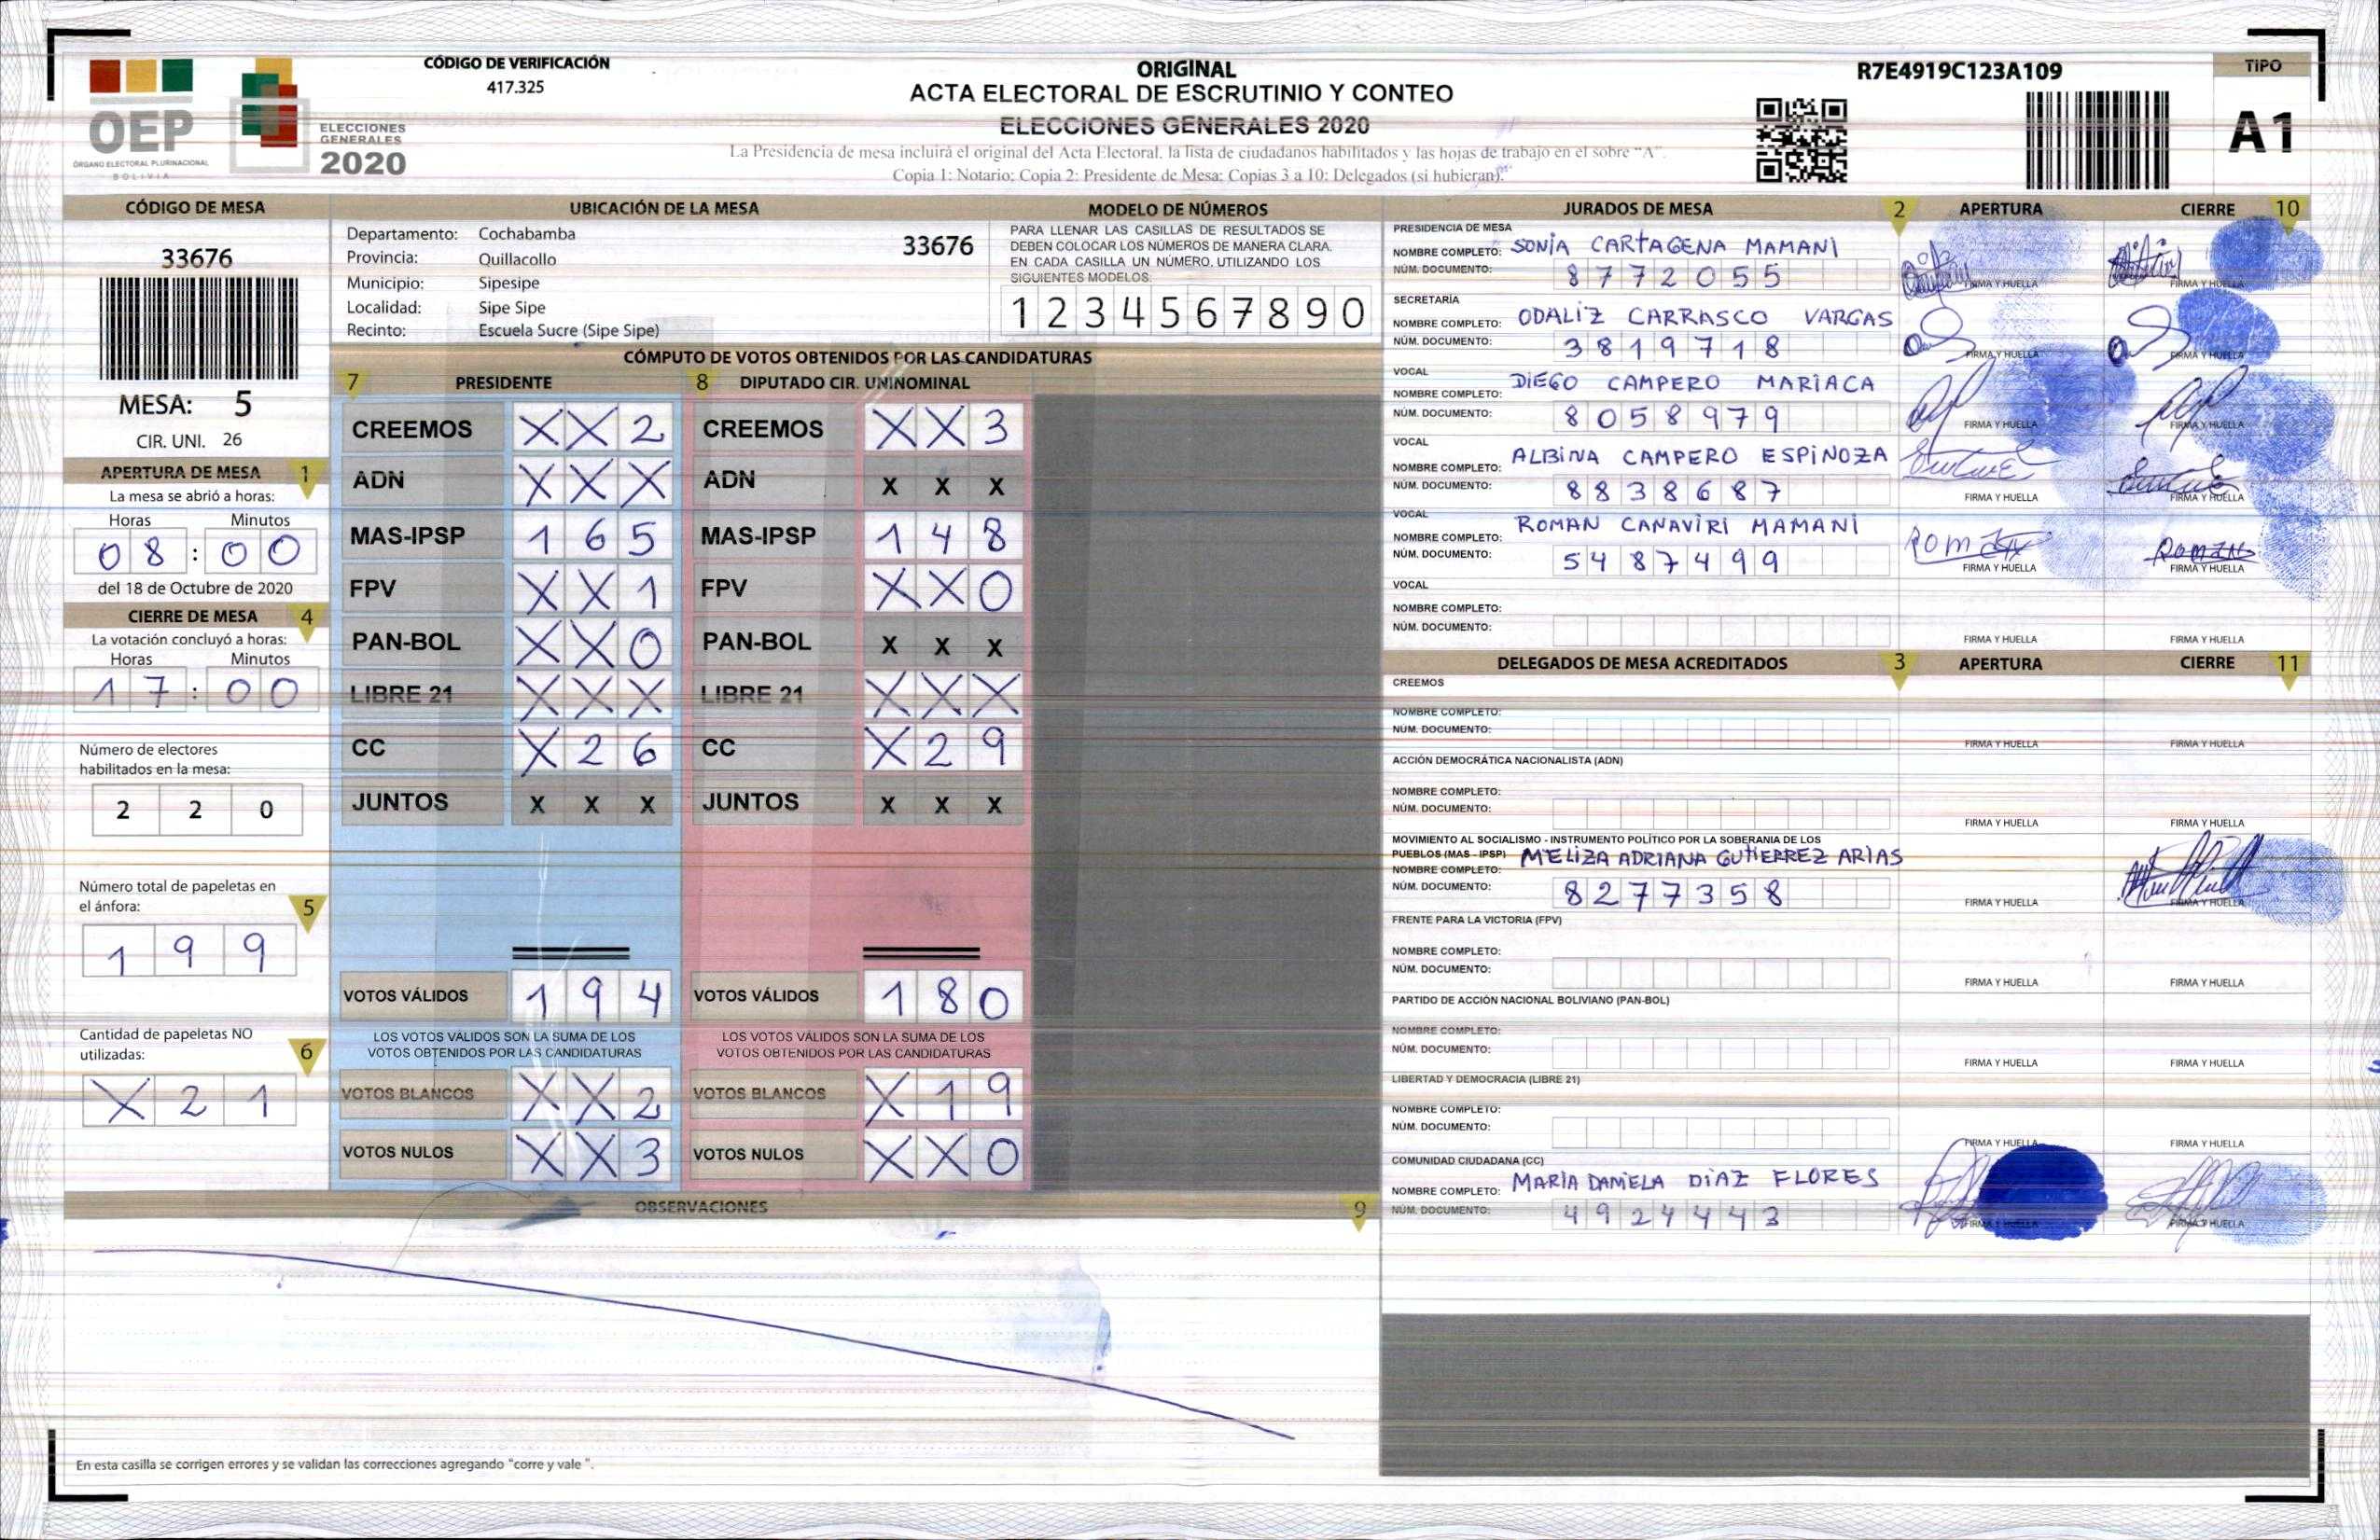 OEP
ÓRGANO ELECTORAL PLURINACIONAL
BOLIVIA
ELECCIONES
GENERALES
2020
CÓDIGO DE VERIFICACIÓN
417.325
ORIGINAL
ACTA ELECTORAL DE ESCRUTINIO Y CONTEO
ELECCIONES GENERALES 2020
La Presidencia de mesa incluirá el original del Acta Electoral, la lista de ciudadanos habilitados y las hojas de trabajo en el sobre "A".
Copia 1: Notario; Copia 2: Presidente de Mesa; Copias 3 a 10: Delegados (si hubieran).
R7E4919C123A109
TIPO
A1
CÓDIGO DE MESA
33676
MESA: 5
CIR. UNI. 26
APERTURA DE MESA 1
La mesa se abrió a horas:
Horas Minutos
08:00
del 18 de Octubre de 2020
CIERRE DE MESA 4
La votación concluyó a horas:
Horas Minutos
17:00
Número de electores
habilitados en la mesa:
2 2 0
Número total de papeletas en
el ánfora: 5
1 9 9
Cantidad de papeletas NO
utilizadas: 6
X 2 1
UBICACIÓN DE LA MESA
Departamento: Cochabamba 33676
Provincia: Quillacollo
Municipio: Sipesipe
Localidad: Sipe Sipe
Recinto: Escuela Sucre (Sipe Sipe)
MODELO DE NÚMEROS
PARA LLENAR LAS CASILLAS DE RESULTADOS SE
DEBEN COLOCAR LOS NÚMEROS DE MANERA CLARA.
EN CADA CASILLA UN NÚMERO, UTILIZANDO LOS
SIGUIENTES MODELOS:
1 2 3 4 5 6 7 8 9 0
CÓMPUTO DE VOTOS OBTENIDOS POR LAS CANDIDATURAS
7 PRESIDENTE 8 DIPUTADO CIR. UNINOMINAL
CREEMOS X X 2 CREEMOS X X 3
ADN X X X ADN X X X
MAS-IPSP 1 6 5 MAS-IPSP 1 4 8
FPV X X 1 FPV X X 0
PAN-BOL X X 0 PAN-BOL X X X
LIBRE 21 X X X LIBRE 21 X X X
CC X 2 6 CC X 2 9
JUNTOS X X X JUNTOS X X X
VOTOS VÁLIDOS 1 9 4 VOTOS VÁLIDOS 1 8 0
LOS VOTOS VÁLIDOS SON LA SUMA DE LOS LOS VOTOS VÁLIDOS SON LA SUMA DE LOS
VOTOS OBTENIDOS POR LAS CANDIDATURAS VOTOS OBTENIDOS POR LAS CANDIDATURAS
VOTOS BLANCOS X X 2 VOTOS BLANCOS X 1 9
VOTOS NULOS X X 3 VOTOS NULOS X X 0
OBSERVACIONES 9
En esta casilla se corrigen errores y se validan las correcciones agregando "corre y vale ".
JURADOS DE MESA 2 APERTURA CIERRE 10
PRESIDENCIA DE MESA
NOMBRE COMPLETO: SONIA CARTAGENA MAMANI
NÚM. DOCUMENTO: 8772055
FIRMA Y HUELLA FIRMA Y HUELLA
SECRETARÍA
NOMBRE COMPLETO: ODALIZ CARRASCO VARGAS
NÚM. DOCUMENTO: 3819718
FIRMA Y HUELLA FIRMA Y HUELLA
VOCAL
NOMBRE COMPLETO: DIEGO CAMPERO MARIACA
NÚM. DOCUMENTO: 8058979
FIRMA Y HUELLA FIRMA Y HUELLA
VOCAL
NOMBRE COMPLETO: ALBINA CAMPERO ESPINOZA
NÚM. DOCUMENTO: 8838687
FIRMA Y HUELLA FIRMA Y HUELLA
VOCAL
NOMBRE COMPLETO: ROMAN CANAVIRI MAMANI
NÚM. DOCUMENTO: 5487499
ROMAN ROMAN
FIRMA Y HUELLA FIRMA Y HUELLA
VOCAL
NOMBRE COMPLETO:
NÚM. DOCUMENTO:
FIRMA Y HUELLA FIRMA Y HUELLA
DELEGADOS DE MESA ACREDITADOS 3 APERTURA CIERRE 11
CREEMOS
NOMBRE COMPLETO:
NÚM. DOCUMENTO:
FIRMA Y HUELLA FIRMA Y HUELLA
ACCIÓN DEMOCRÁTICA NACIONALISTA (ADN)
NOMBRE COMPLETO:
NÚM. DOCUMENTO:
FIRMA Y HUELLA FIRMA Y HUELLA
MOVIMIENTO AL SOCIALISMO - INSTRUMENTO POLÍTICO POR LA SOBERANIA DE LOS
PUEBLOS (MAS - IPSP) MELIZA ADRIANA GUTIERREZ ARIAS
NOMBRE COMPLETO:
NÚM. DOCUMENTO: 8277358
FIRMA Y HUELLA FIRMA Y HUELLA
FRENTE PARA LA VICTORIA (FPV)
NOMBRE COMPLETO:
NÚM. DOCUMENTO:
FIRMA Y HUELLA FIRMA Y HUELLA
PARTIDO DE ACCIÓN NACIONAL BOLIVIANO (PAN-BOL)
NOMBRE COMPLETO:
NÚM. DOCUMENTO:
FIRMA Y HUELLA FIRMA Y HUELLA
LIBERTAD Y DEMOCRACIA (LIBRE 21)
NOMBRE COMPLETO:
NÚM. DOCUMENTO:
FIRMA Y HUELLA FIRMA Y HUELLA
COMUNIDAD CIUDADANA (CC)
NOMBRE COMPLETO: MARIA DANIELA DIAZ FLORES
NÚM. DOCUMENTO: 4924443
FIRMA Y HUELLA FIRMA Y HUELLA